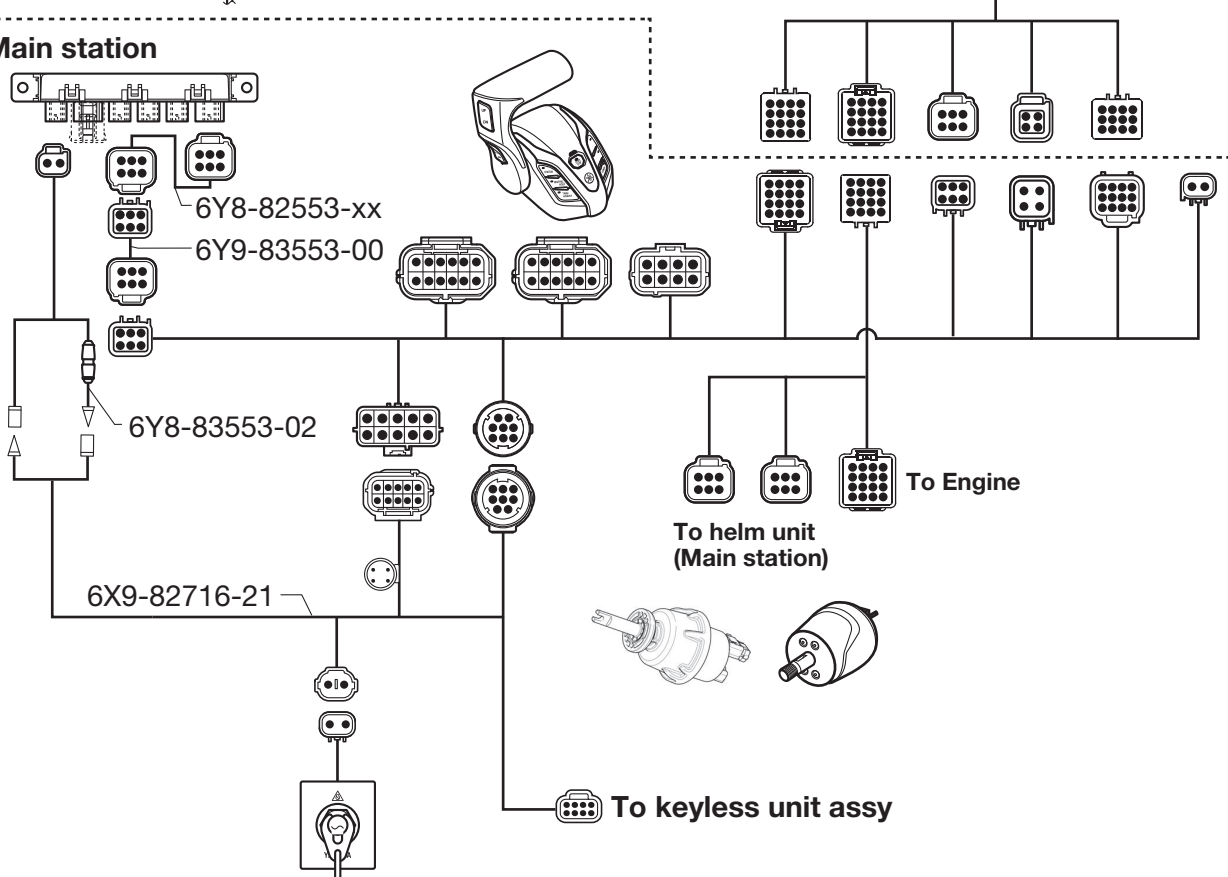 Main station
6Y8-82553-xx
6Y9-83553-00
6Y8-83553-02
To Engine
To helm unit
(Main station)
6X9-82716-21
To keyless unit assy